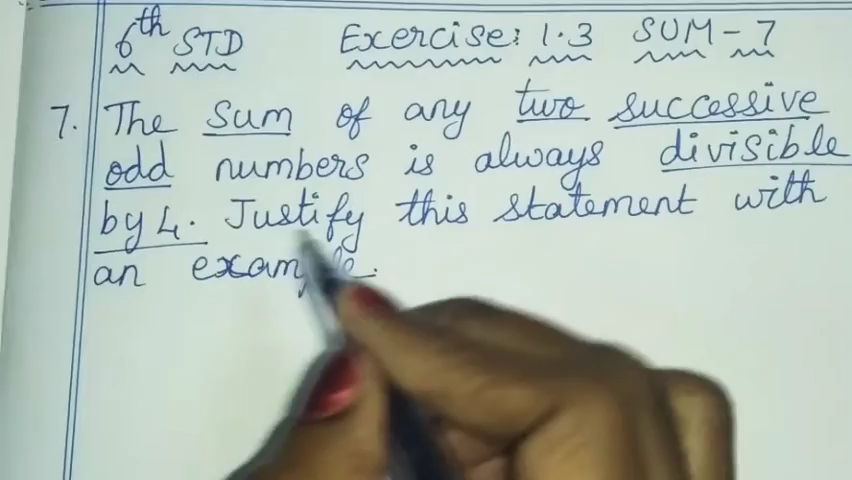 6th STD Exercise: 1.3 SUM - 7
7. The sum of any two successive
odd numbers is always divisible
by 4. Justify this statement with
an example.